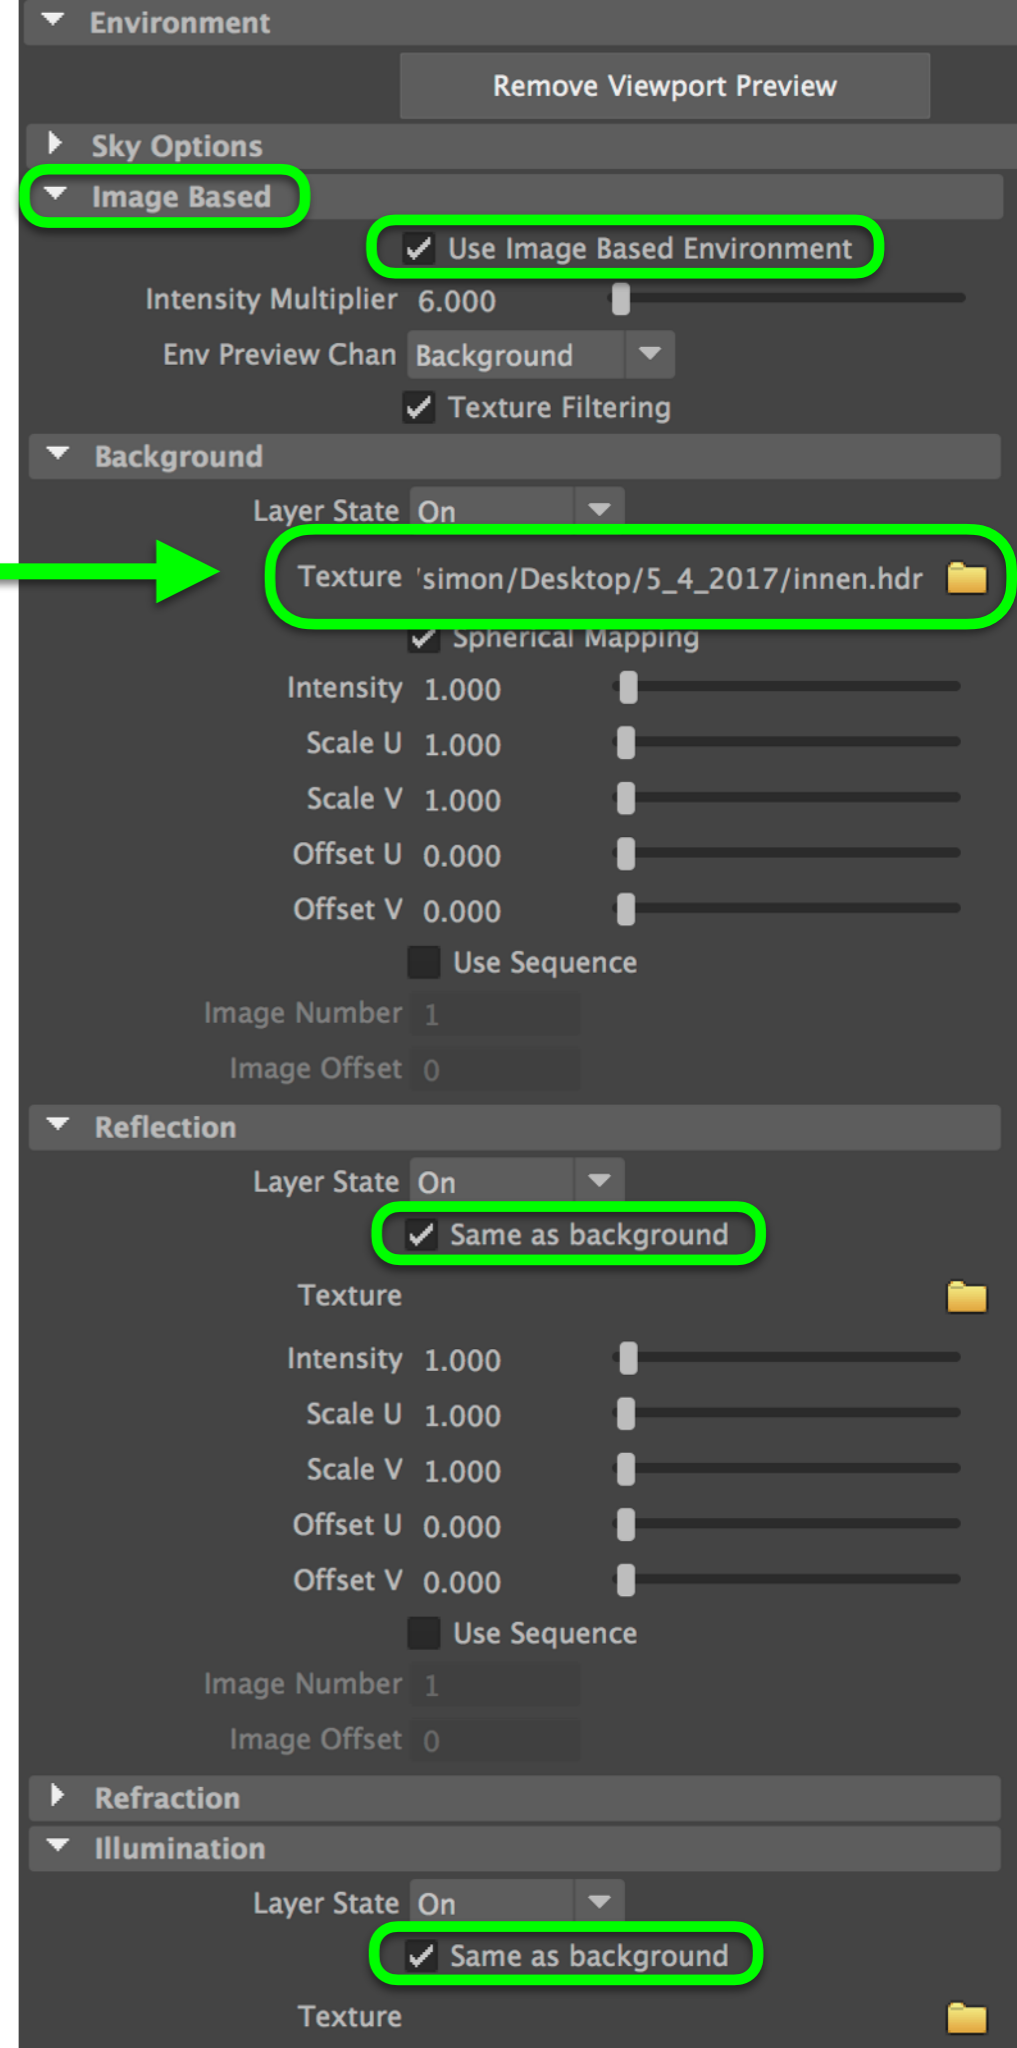 Environment
Remove Viewport Preview
Sky Options
Image Based
Use Image Based Environment
Intensity Multiplier 6.000
Env Preview Chan Background
Texture Filtering
Background
Layer State On
Texture 'simon/Desktop/5_4_2017/innen.hdr
Spherical Mapping
Intensity 1.000
Scale U 1.000
Scale V 1.000
Offset U 0.000
Offset V 0.000
Use Sequence
Image Number 1
Image Offset 0
Reflection
Layer State On
Same as background
Texture
Intensity 1.000
Scale U 1.000
Scale V 1.000
Offset U 0.000
Offset V 0.000
Use Sequence
Image Number 1
Image Offset 0
Refraction
Illumination
Layer State On
Same as background
Texture